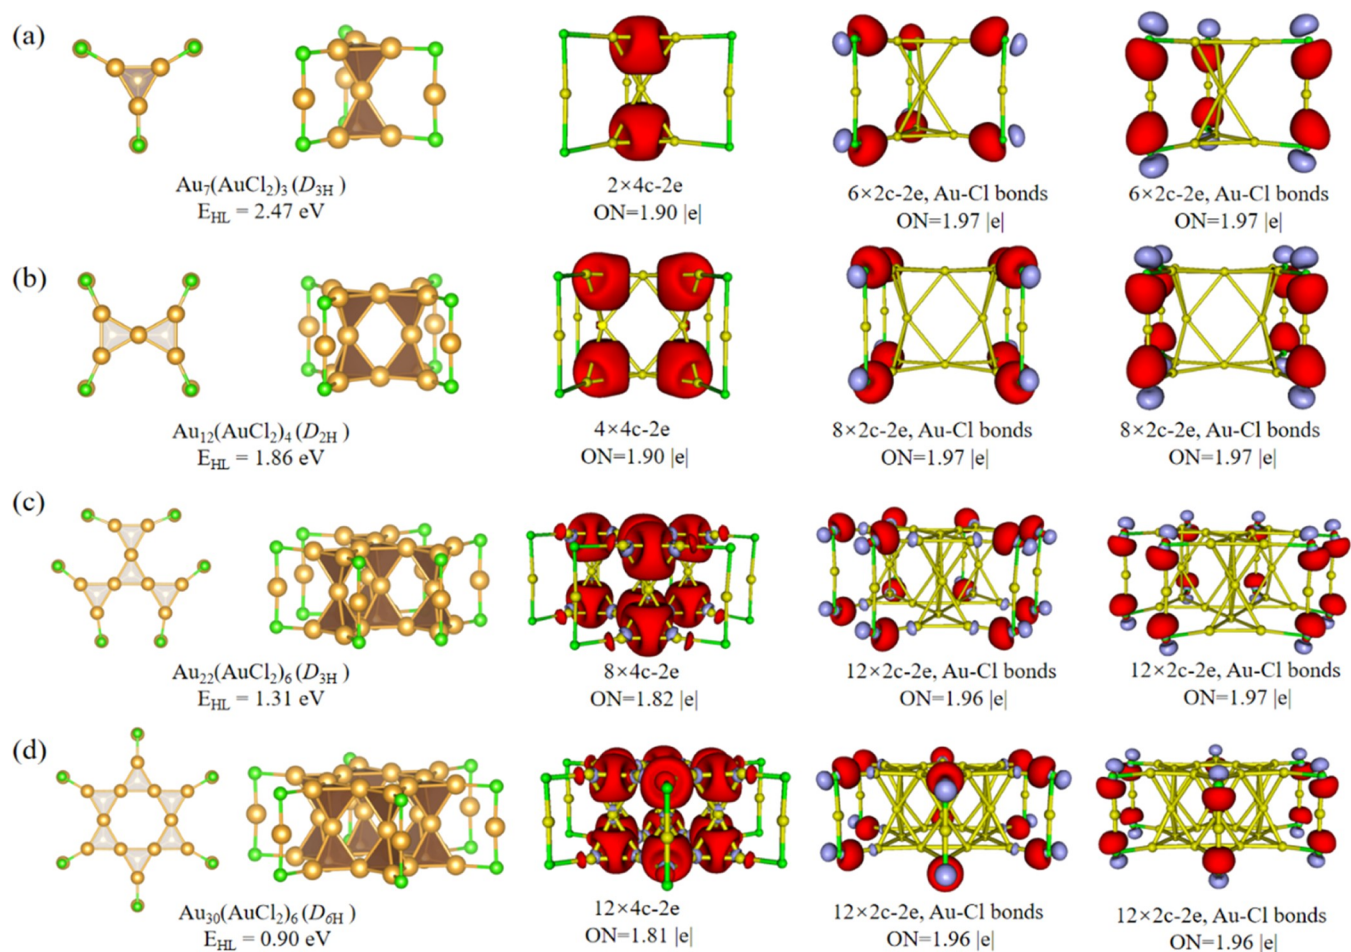 (a)
Au₇(AuCl₂)₃ (D₃H )
E_HL = 2.47 eV
2×4c-2e
ON=1.90 |e|
6×2c-2e, Au-Cl bonds
ON=1.97 |e|
6×2c-2e, Au-Cl bonds
ON=1.97 |e|
(b)
Au₁₂(AuCl₂)₄ (D₂H )
E_HL = 1.86 eV
4×4c-2e
ON=1.90 |e|
8×2c-2e, Au-Cl bonds
ON=1.97 |e|
8×2c-2e, Au-Cl bonds
ON=1.97 |e|
(c)
Au₂₂(AuCl₂)₆ (D₃H )
E_HL = 1.31 eV
8×4c-2e
ON=1.82 |e|
12×2c-2e, Au-Cl bonds
ON=1.96 |e|
12×2c-2e, Au-Cl bonds
ON=1.97 |e|
(d)
Au₃₀(AuCl₂)₆ (D₆H )
E_HL = 0.90 eV
12×4c-2e
ON=1.81 |e|
12×2c-2e, Au-Cl bonds
ON=1.96 |e|
12×2c-2e, Au-Cl bonds
ON=1.96 |e|